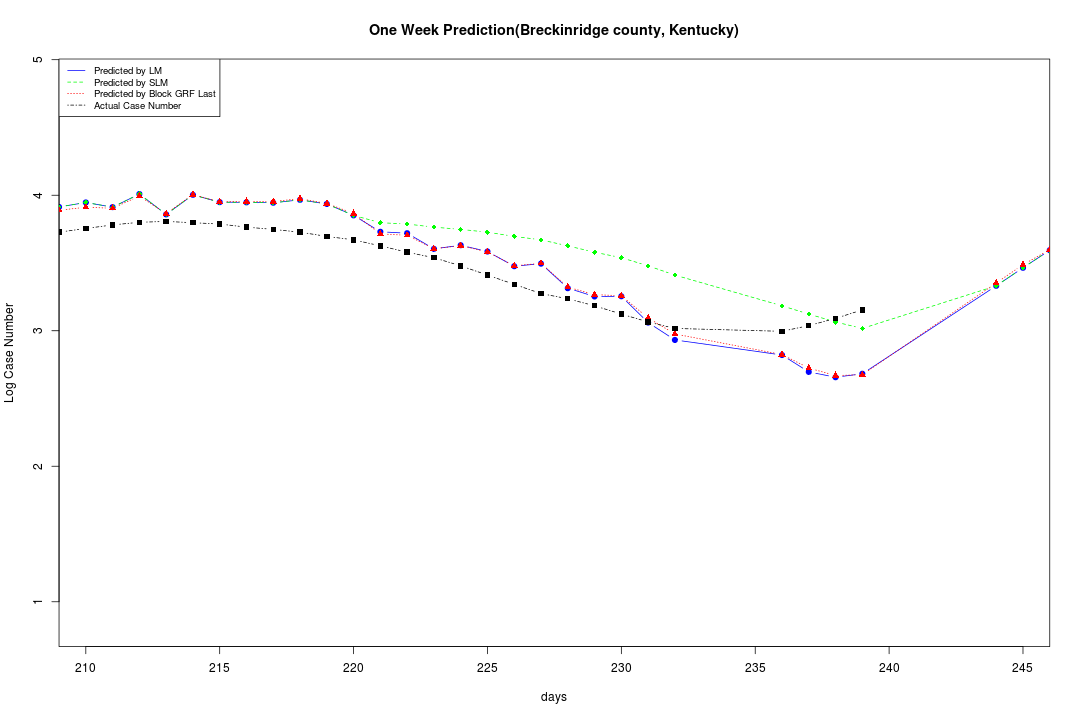 One Week Prediction(Breckinridge county, Kentucky)
Predicted by LM
Predicted by SLM
Predicted by Block GRF Last
Actual Case Number
5
4
3
2
1
Log Case Number
210 215 220 225 230 235 240 245
days